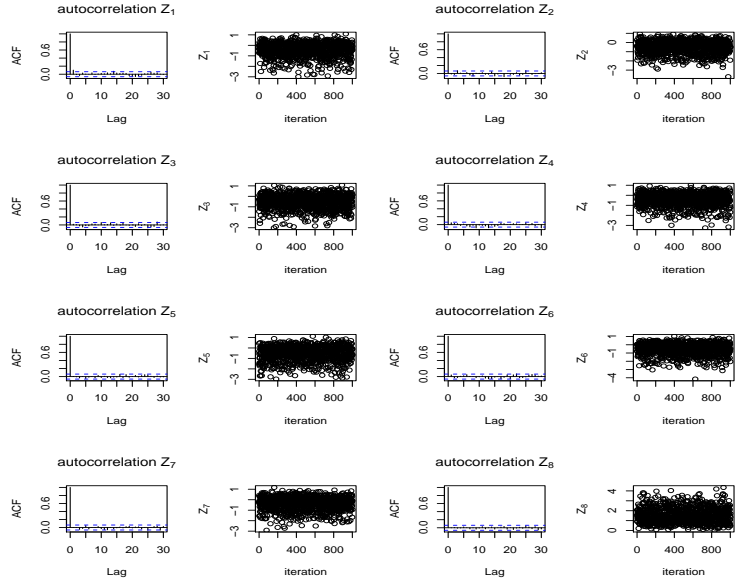 autocorrelation Z1
autocorrelation Z2
ACF
0.0 0.6
0 10 20 30
Lag
Z1
−3 −1 1
0 400 800
iteration
ACF
0.0 0.6
0 10 20 30
Lag
Z2
−3 0
0 400 800
iteration
autocorrelation Z3
autocorrelation Z4
ACF
0.0 0.6
0 10 20 30
Lag
Z3
−3 −1 1
0 400 800
iteration
ACF
0.0 0.6
0 10 20 30
Lag
Z4
−3 −1 1
0 400 800
iteration
autocorrelation Z5
autocorrelation Z6
ACF
0.0 0.6
0 10 20 30
Lag
Z5
−3 −1 1
0 400 800
iteration
ACF
0.0 0.6
0 10 20 30
Lag
Z6
−4 −1
0 400 800
iteration
autocorrelation Z7
autocorrelation Z8
ACF
0.0 0.6
0 10 20 30
Lag
Z7
−3 −1 1
0 400 800
iteration
ACF
0.0 0.6
0 10 20 30
Lag
Z8
0 2 4
0 400 800
iteration